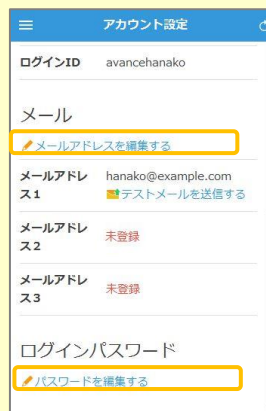 アカウント設定
ログインID avancehanako
メール
メールアドレスを編集する
メールアドレ hanako@example.com
ス1 テストメールを送信する
メールアドレ
ス2 未登録
メールアドレ
ス3 未登録
ログインパスワード
パスワードを編集する